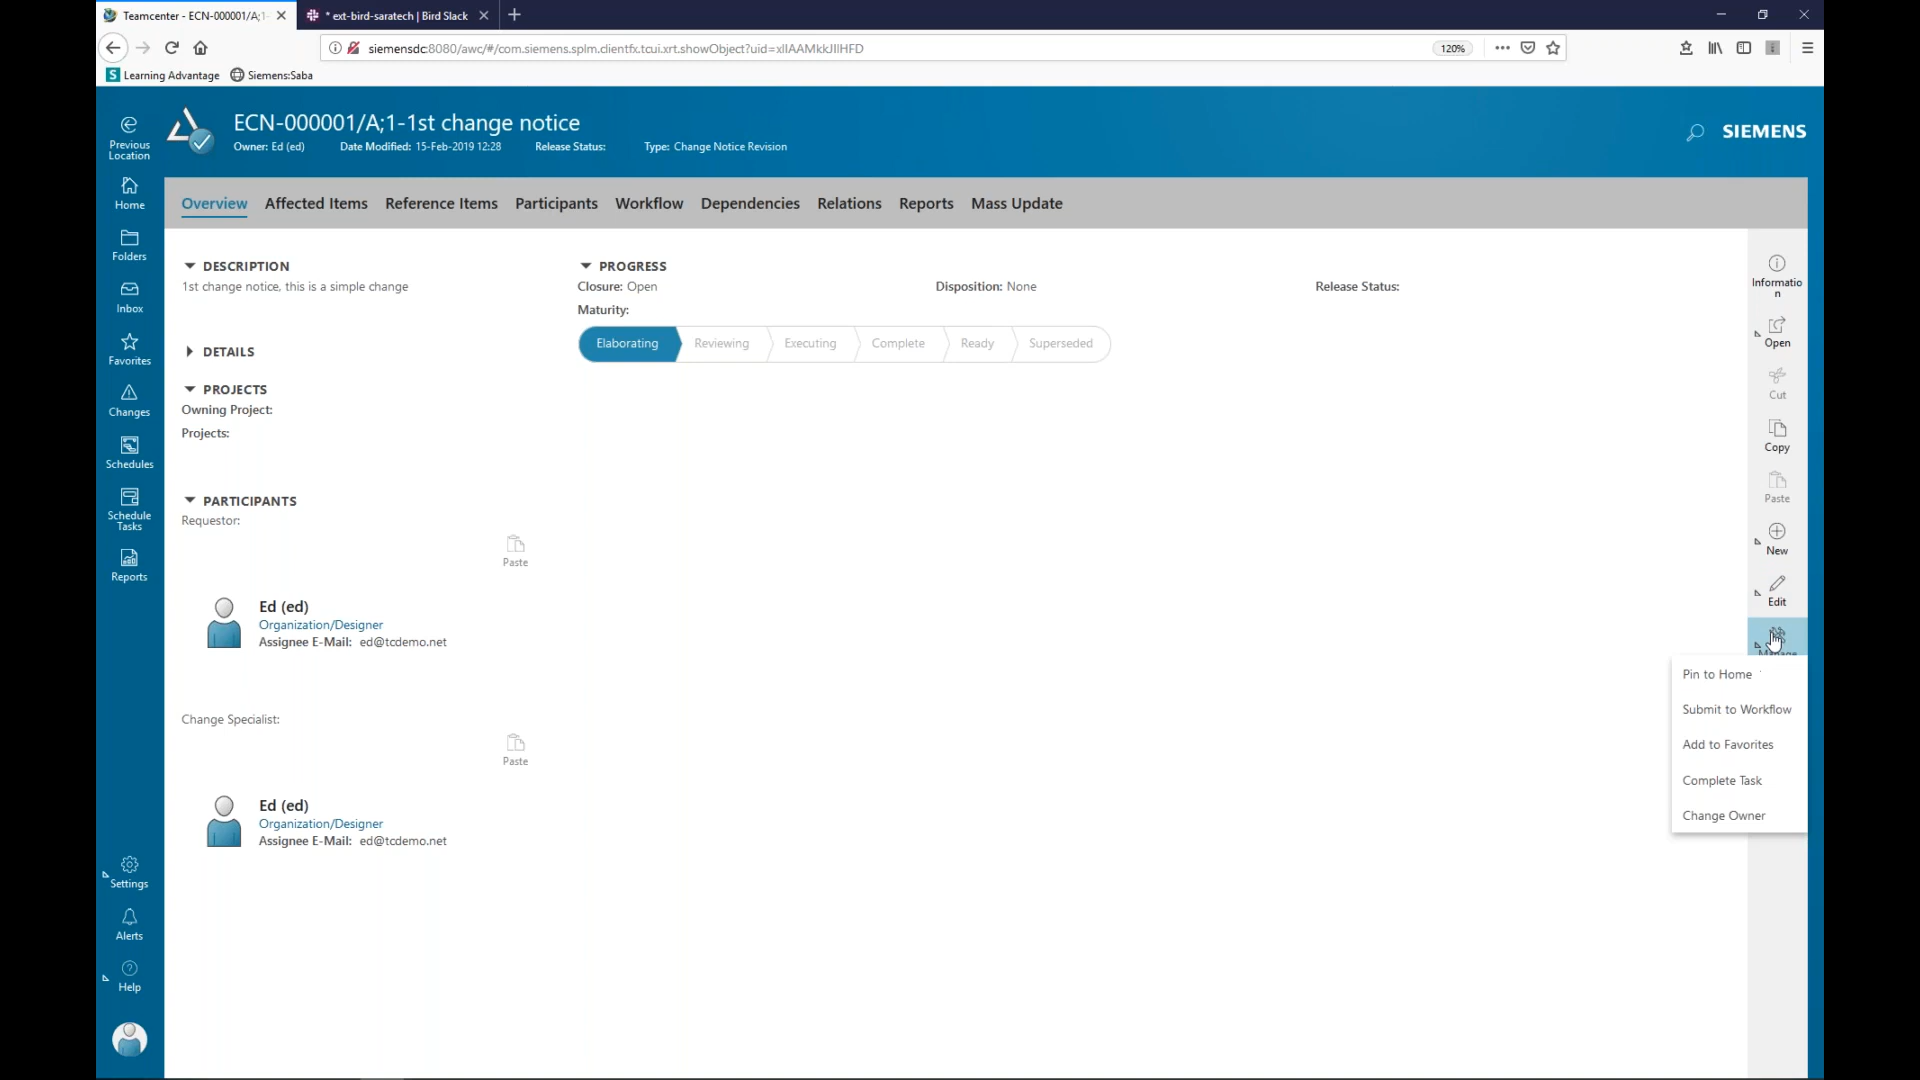 Teamcenter - ECN-000001/A;1-
* ext-bird-saratech | Bird Slack
siemensdc:8080/awc/#/com.siemens.splm.clientfx.tcui.xrt.showObject?uid=xIIAAMkkJIIHFD
120%
S Learning Advantage
Siemens:Saba
Previous
Location
ECN-000001/A;1-1st change notice
Owner: Ed (ed)
Date Modified: 15-Feb-2019 12:28
Release Status:
Type: Change Notice Revision
SIEMENS
Home
Folders
Inbox
Favorites
Changes
Schedules
Schedule
Tasks
Reports
Settings
Alerts
Help
Overview
Affected Items
Reference Items
Participants
Workflow
Dependencies
Relations
Reports
Mass Update
DESCRIPTION
1st change notice, this is a simple change
DETAILS
PROJECTS
Owning Project:
Projects:
PARTICIPANTS
Requestor:
Paste
Ed (ed)
Organization/Designer
Assignee E-Mail: ed@tcdemo.net
Change Specialist:
Paste
Ed (ed)
Organization/Designer
Assignee E-Mail: ed@tcdemo.net
PROGRESS
Closure: Open
Disposition: None
Release Status:
Maturity:
Elaborating
Reviewing
Executing
Complete
Ready
Superseded
Informatio
n
Open
Cut
Copy
Paste
New
Edit
Manage
Pin to Home
Submit to Workflow
Add to Favorites
Complete Task
Change Owner